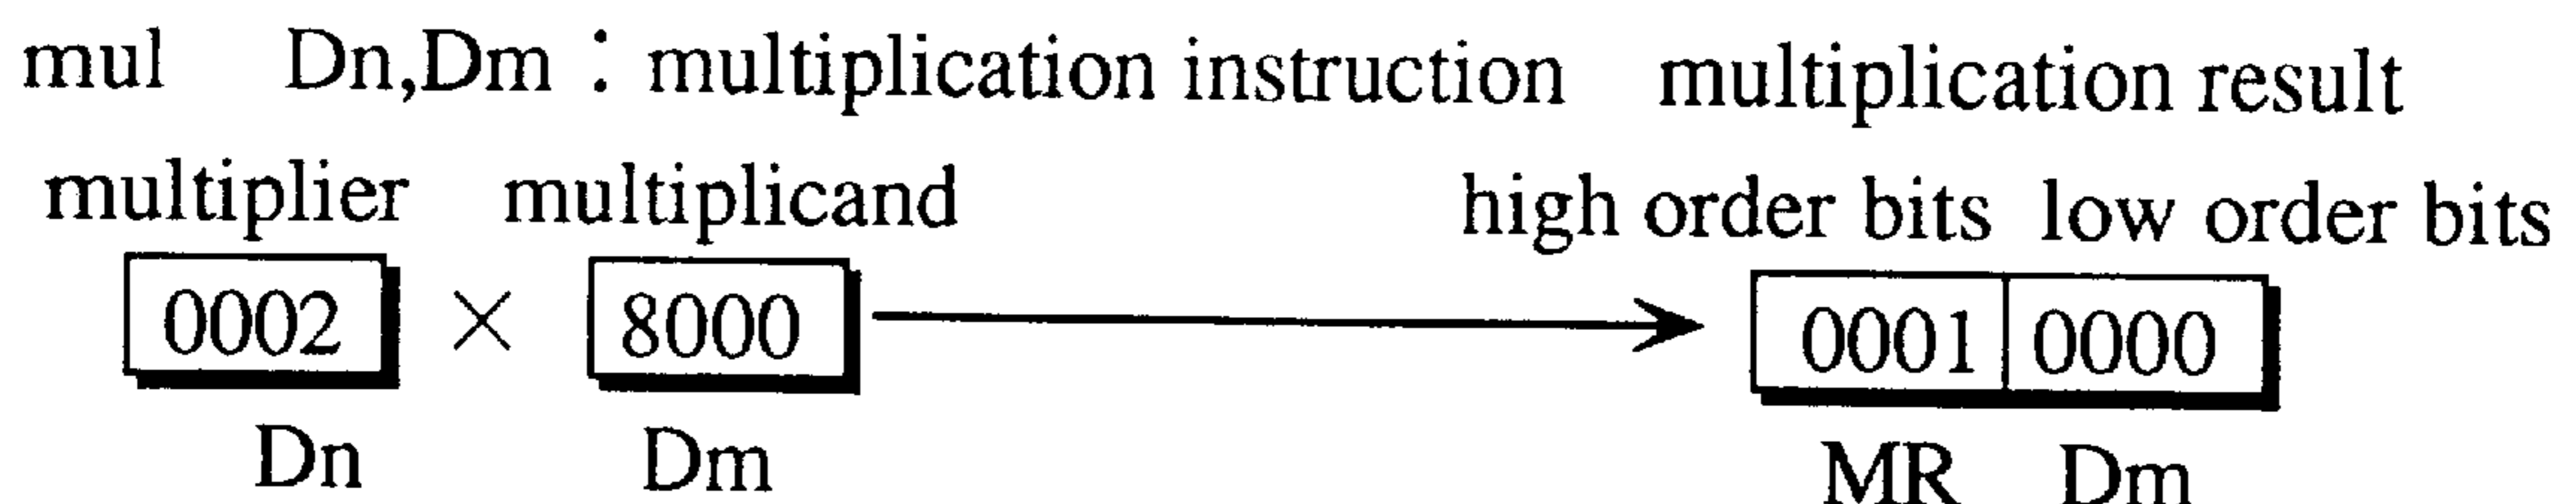 mul Dn,Dm : multiplication instruction multiplication result
multiplier multiplicand high order bits low order bits
0002 × 8000 0001 0000
Dn Dm MR Dm